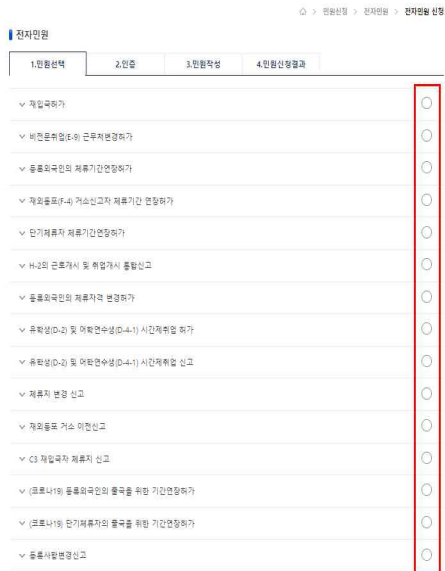 > 민원신청 > 전자민원 > 전자민원 신청
전자민원
1.민원선택 2.인증 3.민원작성 4.민원신청결과
재입국허가
비전문취업(E-9) 근무처변경허가
등록외국인의 체류기간연장허가
재외동포(F-4) 거소신고자 체류기간 연장허가
단기체류자 체류기간연장허가
H-2의 근로개시 및 취업개시 통합신고
등록외국인의 체류자격 변경허가
유학생(D-2) 및 어학연수생(D-4-1) 시간제취업 허가
유학생(D-2) 및 어학연수생(D-4-1) 시간제취업 신고
체류지 변경 신고
재외동포 거소 이전신고
C3 재입국자 체류지 신고
(코로나19) 등록외국인의 출국을 위한 기간연장허가
(코로나19) 단기체류자의 출국을 위한 기간연장허가
등록사항변경신고